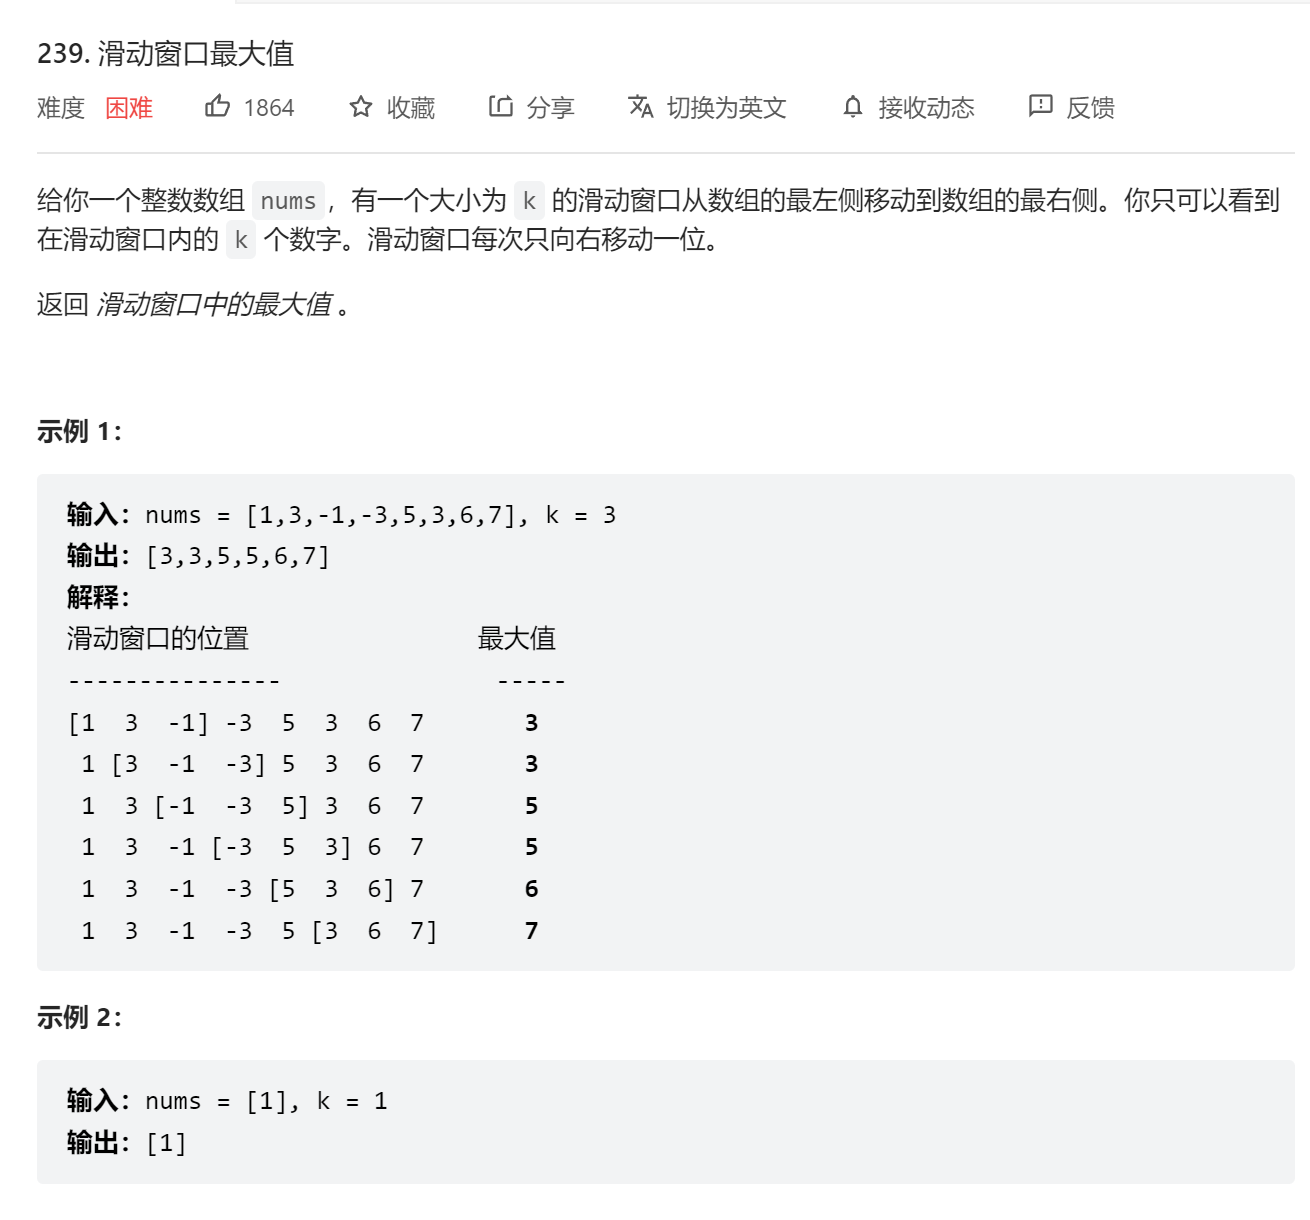 239. 滑动窗口最大值
难度 困难 1864 收藏 分享 切换为英文 接收动态 反馈
给你一个整数数组 nums，有一个大小为 k 的滑动窗口从数组的最左侧移动到数组的最右侧。你只可以看到
在滑动窗口内的 k 个数字。滑动窗口每次只向右移动一位。
返回 滑动窗口中的最大值 。
示例 1：
输入：nums = [1,3,-1,-3,5,3,6,7], k = 3
输出：[3,3,5,5,6,7]
解释：
滑动窗口的位置 最大值
--------------- -----
[1 3 -1] -3 5 3 6 7 3
1 [3 -1 -3] 5 3 6 7 3
1 3 [-1 -3 5] 3 6 7 5
1 3 -1 [-3 5 3] 6 7 5
1 3 -1 -3 [5 3 6] 7 6
1 3 -1 -3 5 [3 6 7] 7
示例 2：
输入：nums = [1], k = 1
输出：[1]